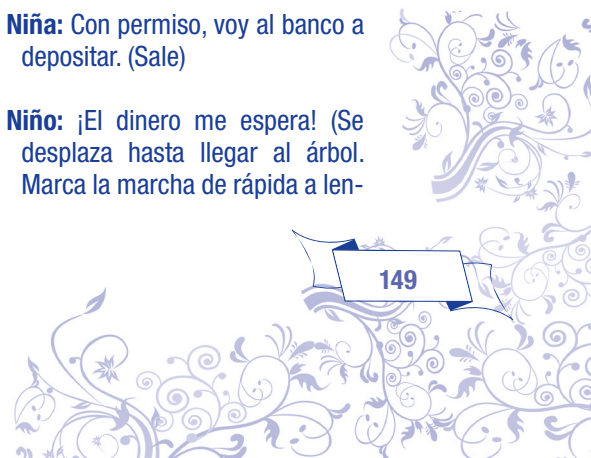 Niña: Con permiso, voy al banco a
depositar. (Sale)
Niño: ¡El dinero me espera! (Se
desplaza hasta llegar al árbol.
Marca la marcha de rápida a len-
149